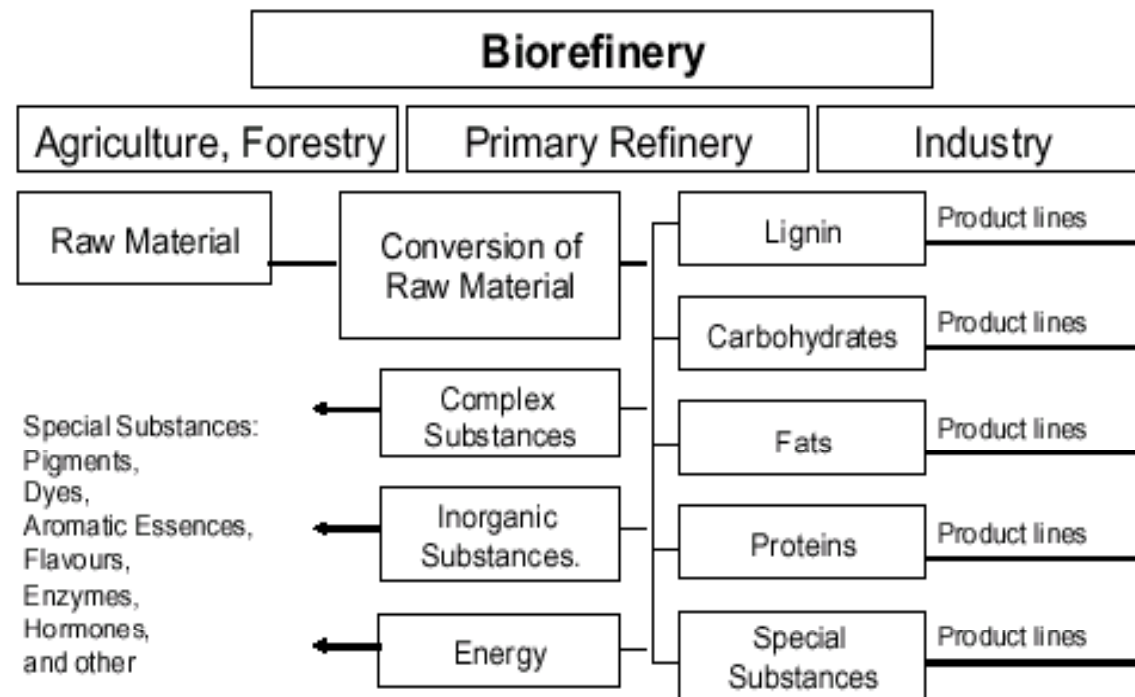 Biorefinery
Agriculture, Forestry
Primary Refinery
Industry
Raw Material
Conversion of
Raw Material
Lignin
Product lines
Carbohydrates
Product lines
Complex
Substances
Fats
Product lines
Inorganic
Substances.
Proteins
Product lines
Energy
Special
Substances
Product lines
Special Substances:
Pigments,
Dyes,
Aromatic Essences,
Flavours,
Enzymes,
Hormones,
and other